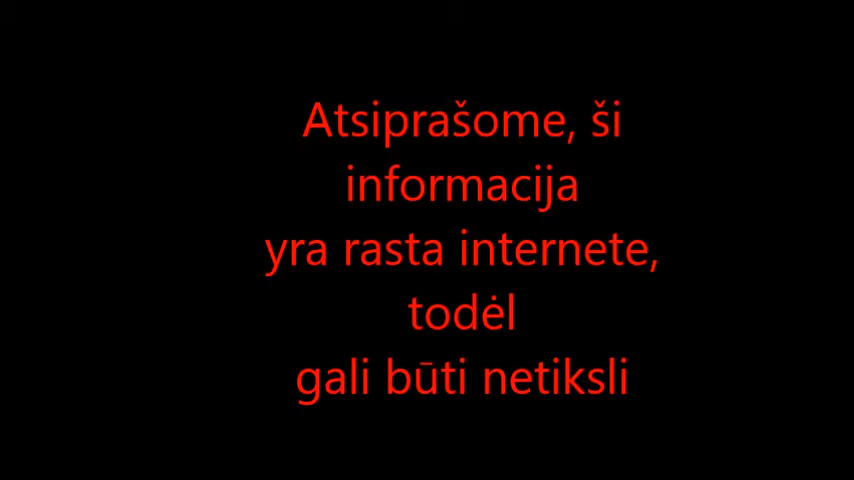 Atsiprašome, ši
informacija
yra rasta internete,
todėl
gali būti netiksli